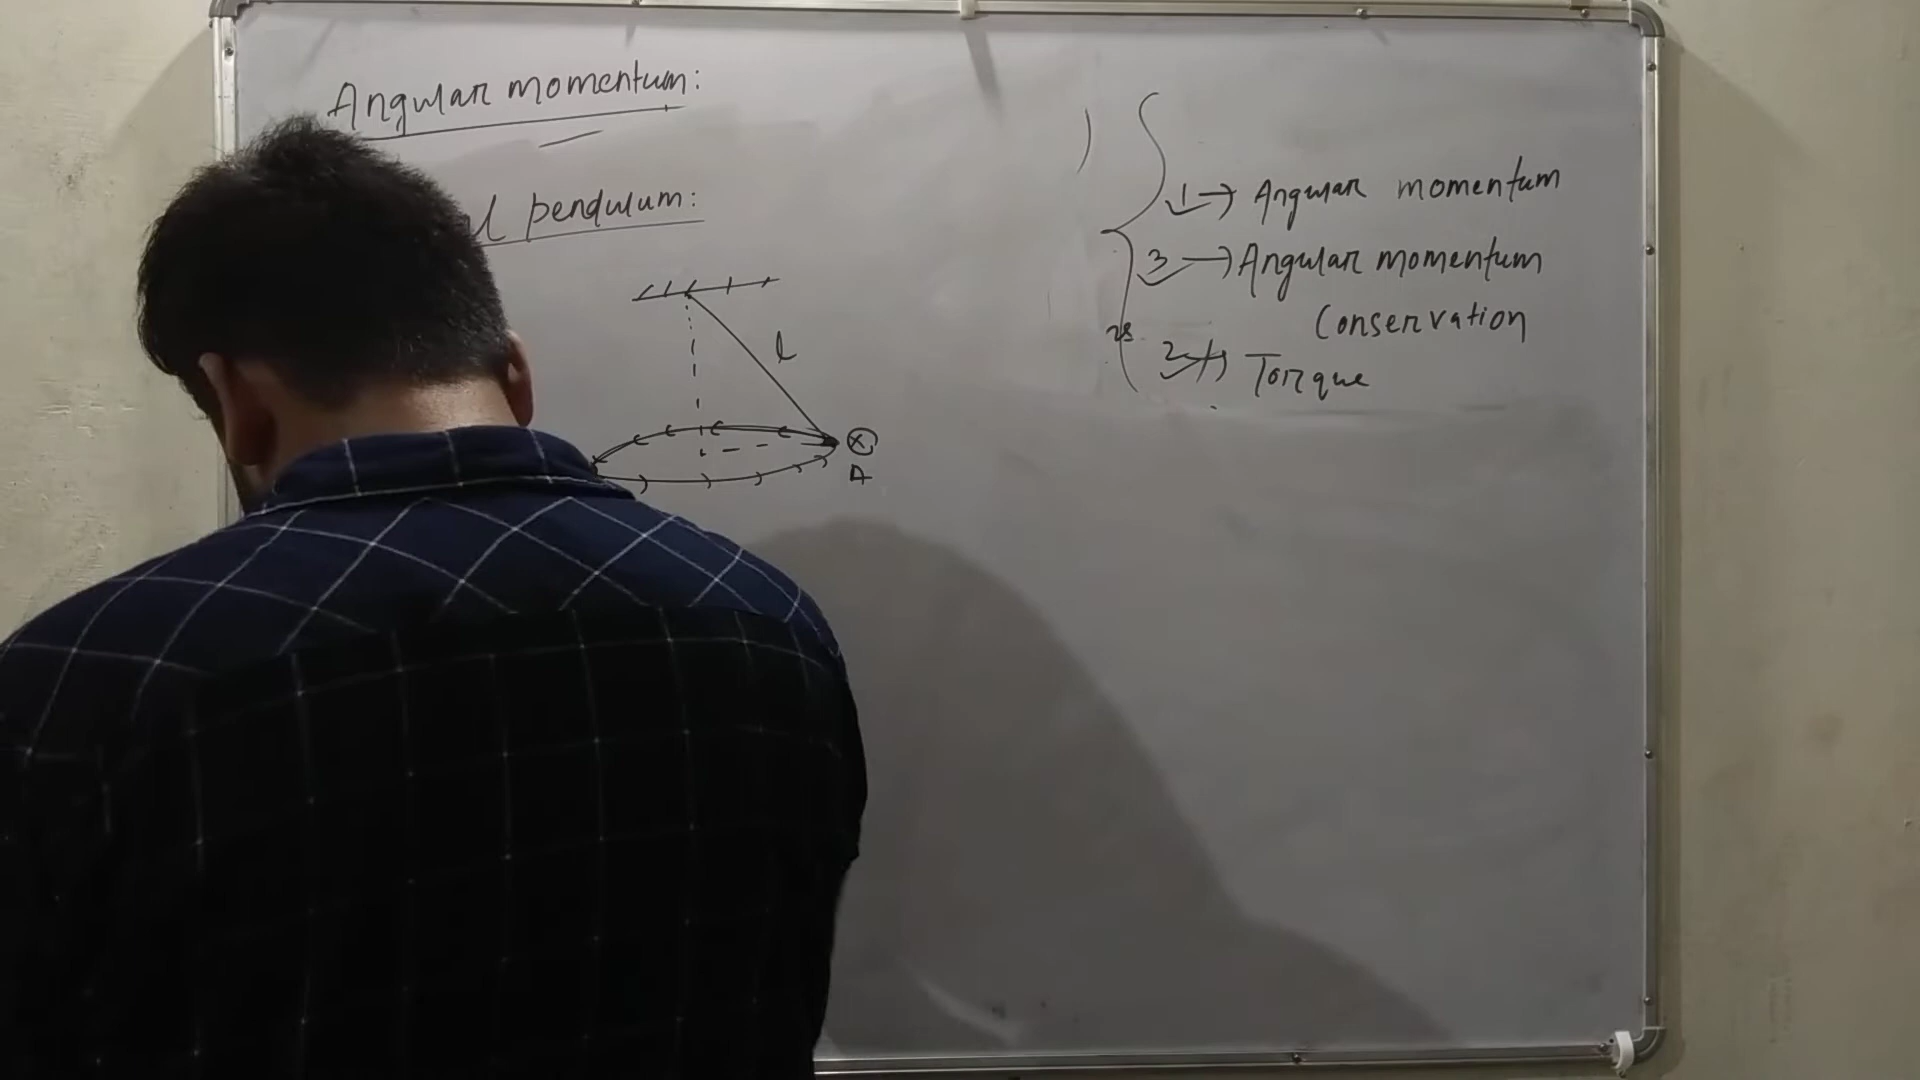 Angular momentum:
pendulum:
l
A
1 → Angular momentum
3 → Angular momentum
Conservation
2 → Torque